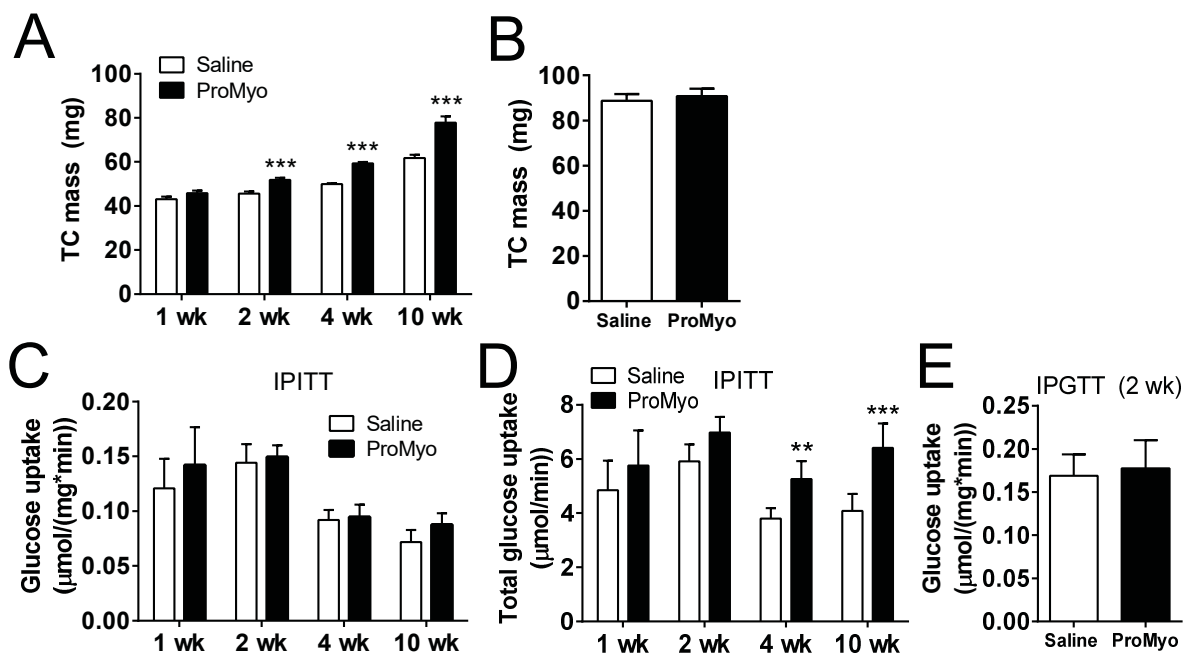 A
Saline
ProMyo
TC mass (mg)
100
80
60
40
20
0
***
***
***
1 wk
2 wk
4 wk
10 wk
B
TC mass (mg)
100
80
60
40
20
0
Saline
ProMyo
C
IPITT
Saline
ProMyo
Glucose uptake
(µmol/(mg*min))
0.20
0.15
0.10
0.05
0.00
1 wk
2 wk
4 wk
10 wk
D
IPITT
Saline
ProMyo
Total glucose uptake
(µmol/min))
8
6
4
2
0
**
***
1 wk
2 wk
4 wk
10 wk
E
IPGTT (2 wk)
Glucose uptake
(µmol/(mg*min))
0.25
0.20
0.15
0.10
0.05
0.00
Saline
ProMyo